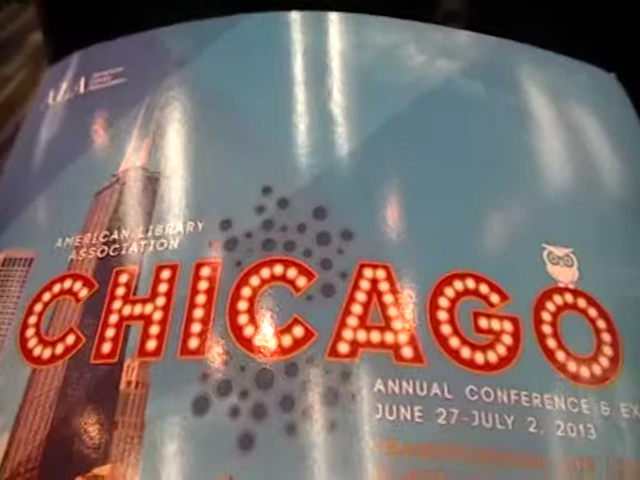 ALA
AMERICAN LIBRARY
ASSOCIATION
CHICAGO
ANNUAL CONFERENCE & EX
JUNE 27-JULY 2, 2013